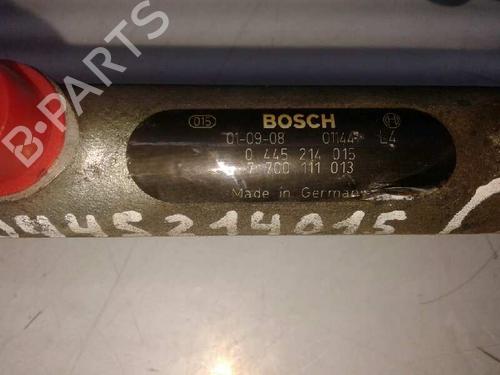 B-PARTS
015 BOSCH
01-09-08 01144 L4
0 445 214 015
7 700 111 013
Made in Germany
0445214015